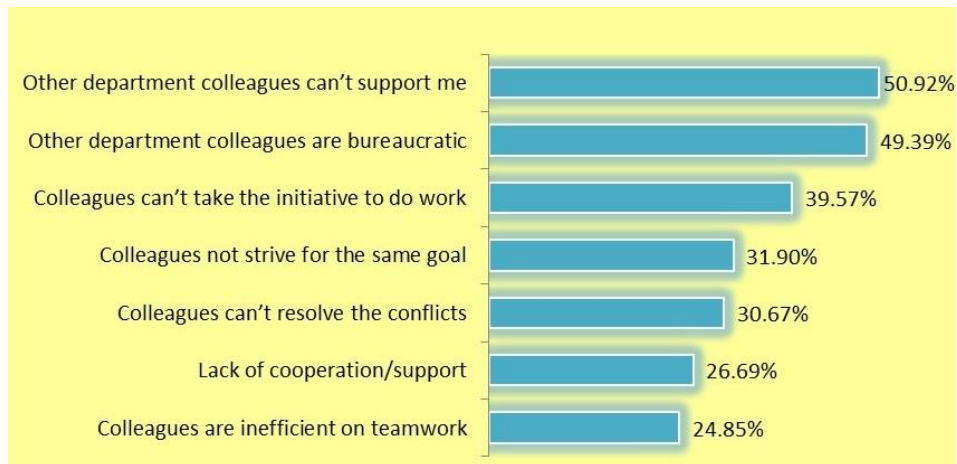 Other department colleagues can’t support me 50.92%
Other department colleagues are bureaucratic 49.39%
Colleagues can’t take the initiative to do work 39.57%
Colleagues not strive for the same goal 31.90%
Colleagues can’t resolve the conflicts 30.67%
Lack of cooperation/support 26.69%
Colleagues are inefficient on teamwork 24.85%